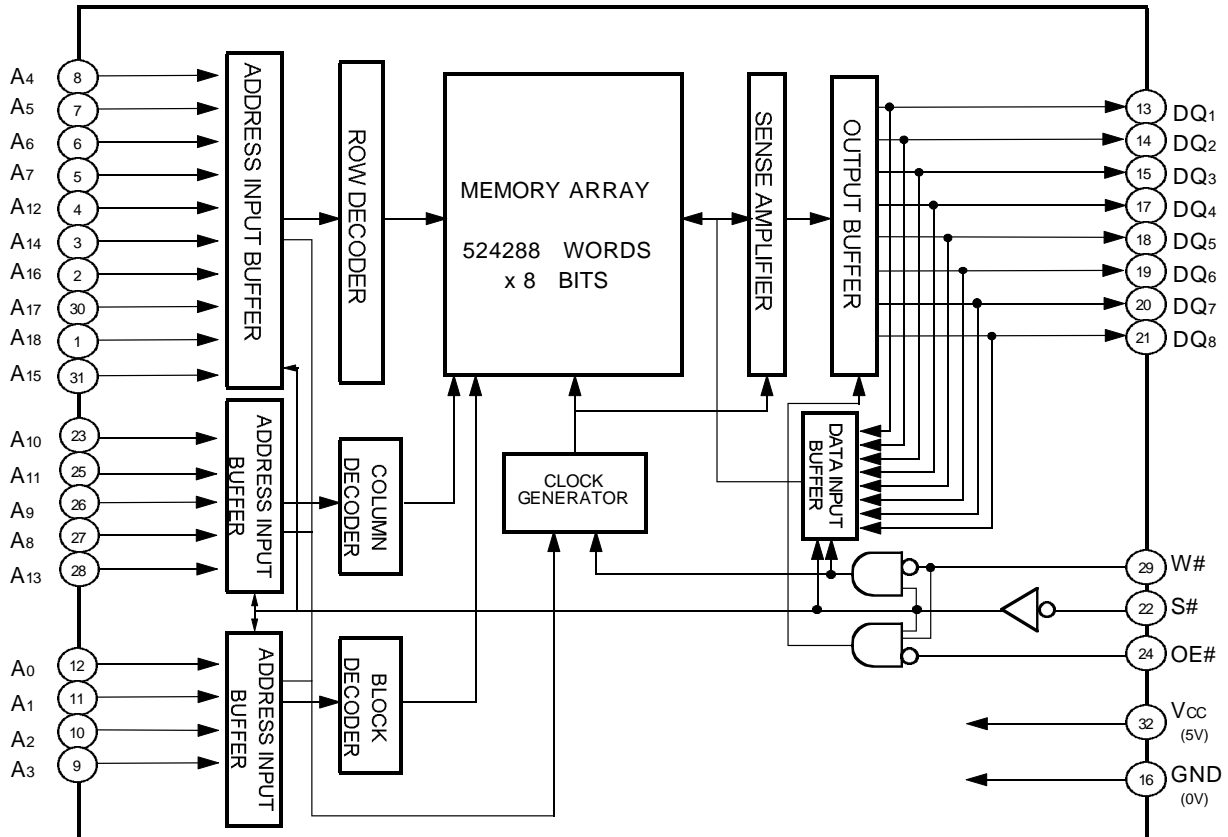 A4 8
A5 7
A6 6
A7 5
A12 4
A14 3
A16 2
A17 30
A18 1
A15 31
ADDRESS INPUT BUFFER
ROW DECODER
MEMORY ARRAY
524288 WORDS
x 8 BITS
SENSE AMPLIFIER
OUTPUT BUFFER
13 DQ1
14 DQ2
15 DQ3
17 DQ4
18 DQ5
19 DQ6
20 DQ7
21 DQ8
A10 23
A11 25
A9 26
A8 27
A13 28
ADDRESS INPUT
BUFFER
COLUMN
DECODER
CLOCK
GENERATOR
DATA INPUT
BUFFER
29 W#
22 S#
24 OE#
A0 12
A1 11
A2 10
A3 9
ADDRESS INPUT
BUFFER
BLOCK
DECODER
32 VCC
(5V)
16 GND
(0V)